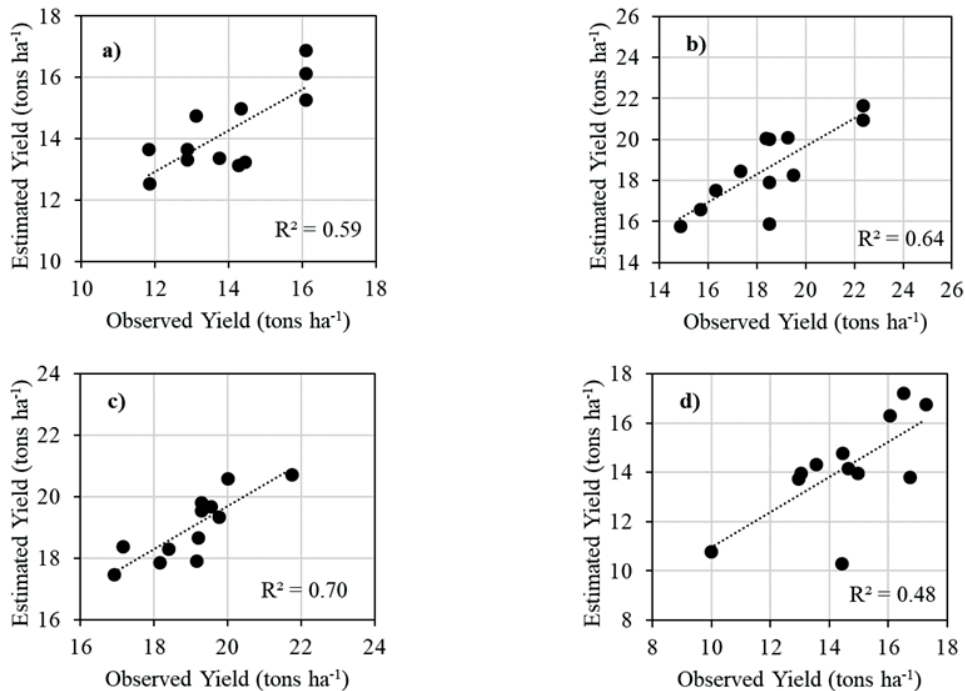 a)
Estimated Yield (tons ha⁻¹)
18
16
14
12
10
R² = 0.59
10 12 14 16 18
Observed Yield (tons ha⁻¹)
b)
Estimated Yield (tons ha⁻¹)
26
24
22
20
18
16
14
R² = 0.64
14 16 18 20 22 24 26
Observed Yield (tons ha⁻¹)
c)
Estimated Yield (tons ha⁻¹)
24
22
20
18
16
R² = 0.70
16 18 20 22 24
Observed Yield (tons ha⁻¹)
d)
Estimated Yield (tons ha⁻¹)
18
16
14
12
10
8
R² = 0.48
8 10 12 14 16 18
Observed Yield (tons ha⁻¹)